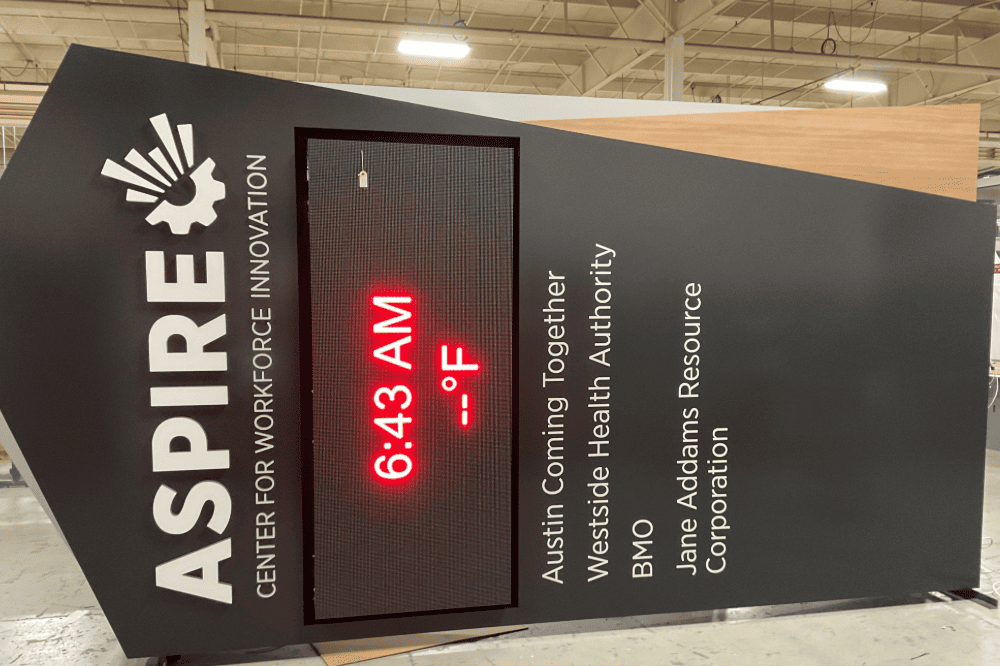 ASPIRE
CENTER FOR WORKFORCE INNOVATION
6:43 AM
--°F
Austin Coming Together
Westside Health Authority
BMO
Jane Addams Resource
Corporation